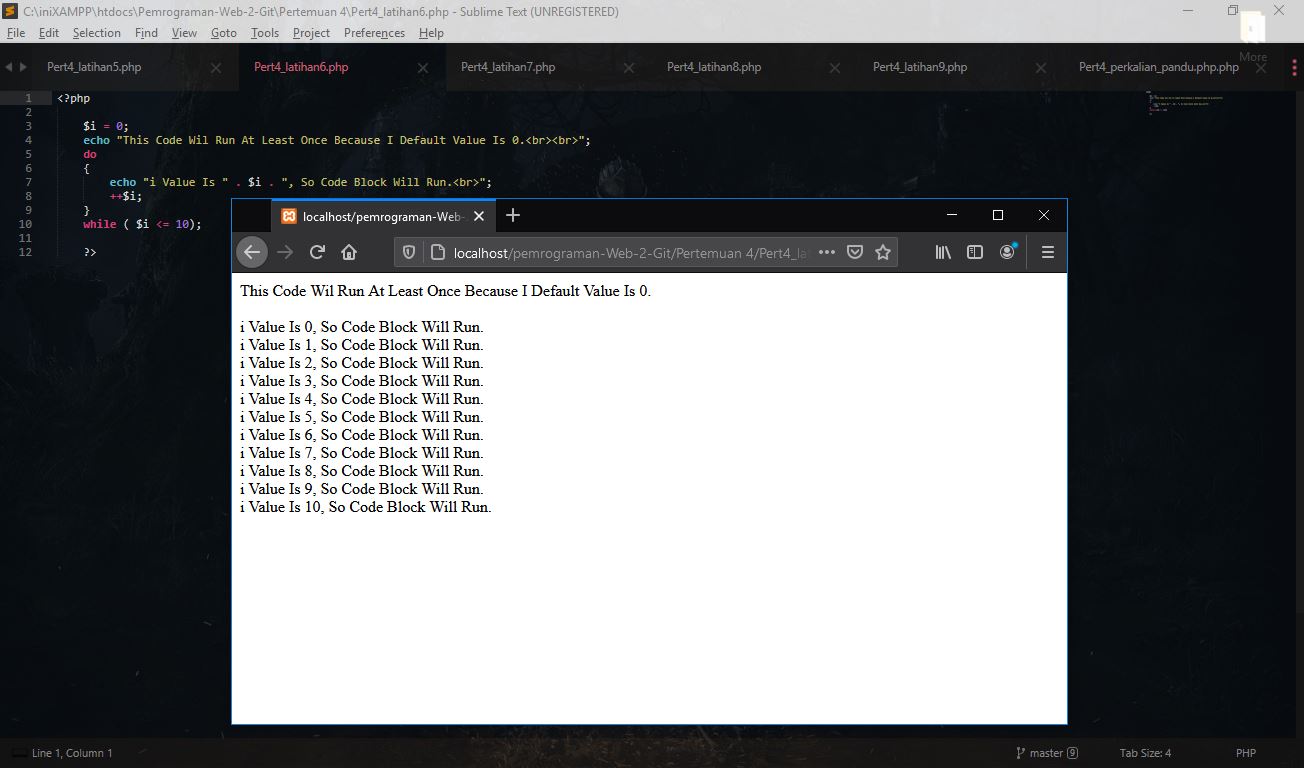 C:\iniXAMPP\htdocs\Pemrograman-Web-2-Git\Pertemuan 4\Pert4_latihan6.php - Sublime Text (UNREGISTERED)
File Edit Selection Find View Goto Tools Project Preferences Help
More
Pert4_latihan5.php Pert4_latihan6.php Pert4_latihan7.php Pert4_latihan8.php Pert4_latihan9.php Pert4_perkalian_pandu.php.php
1 <?php
2
3 $i = 0;
4 echo "This Code Wil Run At Least Once Because I Default Value Is 0.<br><br>";
5 do
6 {
7 echo "i Value Is " . $i . ", So Code Block Will Run.<br>";
8 ++$i;
9 }
10 while ( $i <= 10);
11
12 ?>
localhost/pemrograman-Web-
localhost/pemrograman-Web-2-Git/Pertemuan 4/Pert4_la
This Code Wil Run At Least Once Because I Default Value Is 0.
i Value Is 0, So Code Block Will Run.
i Value Is 1, So Code Block Will Run.
i Value Is 2, So Code Block Will Run.
i Value Is 3, So Code Block Will Run.
i Value Is 4, So Code Block Will Run.
i Value Is 5, So Code Block Will Run.
i Value Is 6, So Code Block Will Run.
i Value Is 7, So Code Block Will Run.
i Value Is 8, So Code Block Will Run.
i Value Is 9, So Code Block Will Run.
i Value Is 10, So Code Block Will Run.
Line 1, Column 1 master 9 Tab Size: 4 PHP